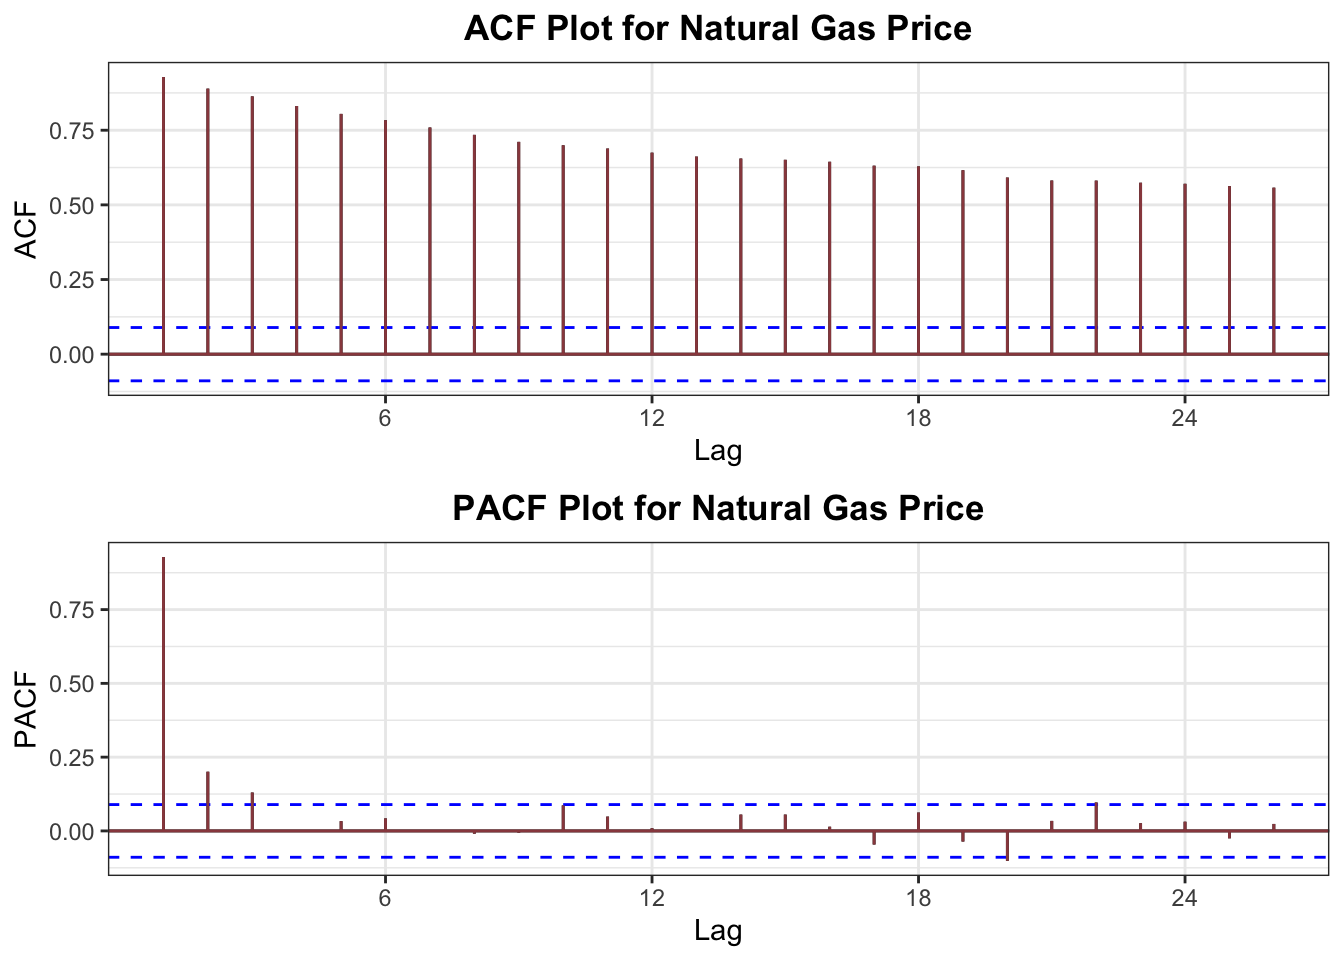 ACF Plot for Natural Gas Price
ACF
0.75
0.50
0.25
0.00
6 12 18 24
Lag
PACF Plot for Natural Gas Price
PACF
0.75
0.50
0.25
0.00
6 12 18 24
Lag